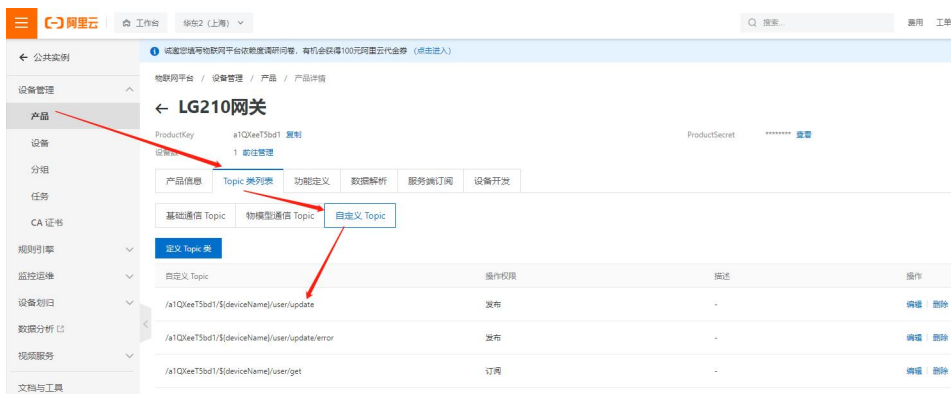 阿里云 工作台 华东2（上海） 搜索... 费用 工单
公共实例
诚邀您填写物联网平台依赖度调研问卷，有机会获得100元阿里云代金券 （点击进入）
物联网平台 / 设备管理 / 产品 / 产品详情
设备管理
← LG210网关
产品
ProductKey a1QXeeT5bd1 复制 ProductSecret ******** 查看
设备
1 前往管理
分组
产品信息 Topic 类列表 功能定义 数据解析 服务端订阅 设备开发
任务
CA 证书
基础通信 Topic 物模型通信 Topic 自定义 Topic
规则引擎
定义 Topic 类
监控运维
自定义 Topic 操作权限 描述 操作
设备划归
/a1QXeeT5bd1/${deviceName}/user/update 发布 - 编辑 删除
数据分析
/a1QXeeT5bd1/${deviceName}/user/update/error 发布 - 编辑 删除
视频服务
/a1QXeeT5bd1/${deviceName}/user/get 订阅 - 编辑 删除
文档与工具